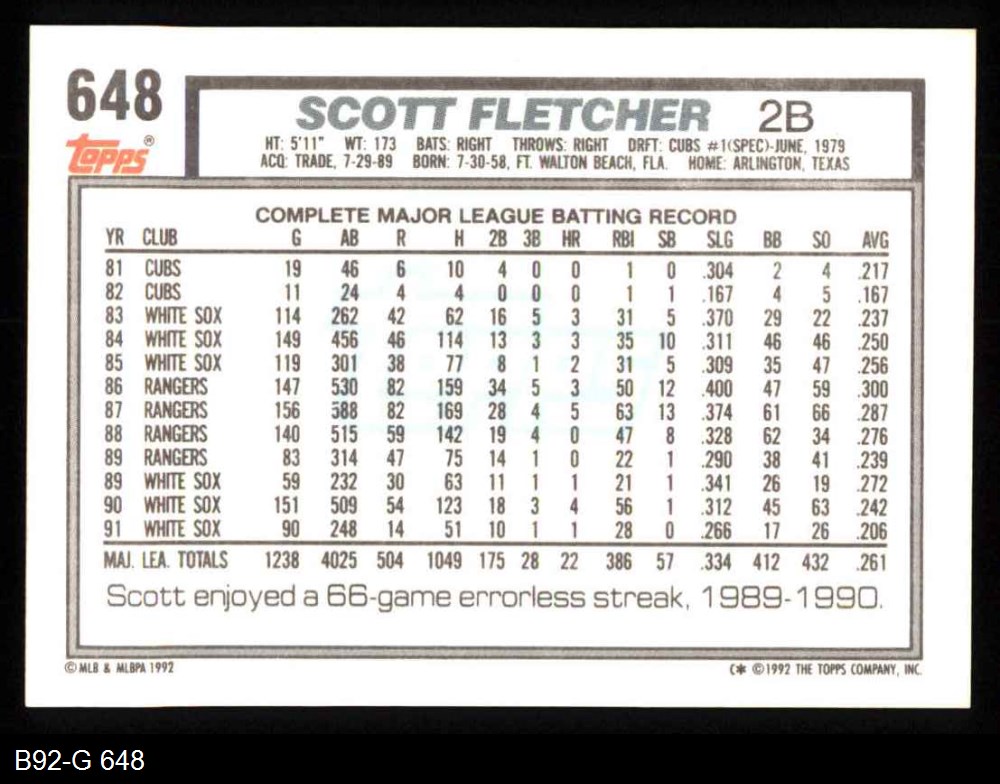 648
Topps®
SCOTT FLETCHER 2B
HT: 5'11" WT: 173 BATS: RIGHT THROWS: RIGHT DRFT: CUBS #1(SPEC)-JUNE, 1979
ACQ: TRADE, 7-29-89 BORN: 7-30-58, FT. WALTON BEACH, FLA. HOME: ARLINGTON, TEXAS
COMPLETE MAJOR LEAGUE BATTING RECORD
YR CLUB G AB R H 2B 3B HR RBI SB SLG BB SO AVG
81 CUBS 19 46 6 10 4 0 0 1 0 .304 2 4 .217
82 CUBS 11 24 4 4 0 0 0 1 1 .167 4 5 .167
83 WHITE SOX 114 262 42 62 16 5 3 31 5 .370 29 22 .237
84 WHITE SOX 149 456 46 114 13 3 3 35 10 .311 46 46 .250
85 WHITE SOX 119 301 38 77 8 1 2 31 5 .309 35 47 .256
86 RANGERS 147 530 82 159 34 5 3 50 12 .400 47 59 .300
87 RANGERS 156 588 82 169 28 4 5 63 13 .374 61 66 .287
88 RANGERS 140 515 59 142 19 4 0 47 8 .328 62 34 .276
89 RANGERS 83 314 47 75 14 1 0 22 1 .290 38 41 .239
89 WHITE SOX 59 232 30 63 11 1 1 21 1 .341 26 19 .272
90 WHITE SOX 151 509 54 123 18 3 4 56 1 .312 45 63 .242
91 WHITE SOX 90 248 14 51 10 1 1 28 0 .266 17 26 .206
MAJ. LEA. TOTALS 1238 4025 504 1049 175 28 22 386 57 .334 412 432 .261
Scott enjoyed a 66-game errorless streak, 1989-1990.
© MLB & MLBPA 1992
C* ©1992 THE TOPPS COMPANY, INC.
B92-G 648